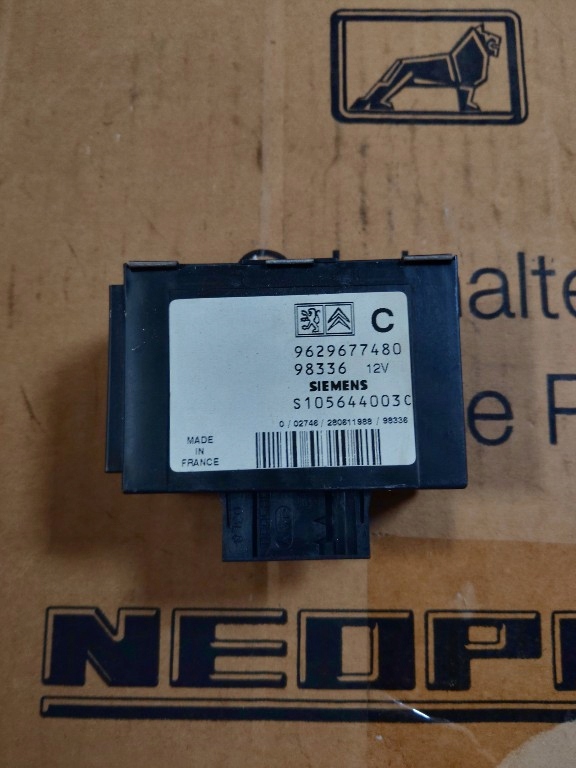 alte
C
9629677480
98336 12V
SIEMENS
S105644003C
0 / 02746 / 280611988 / 98336
MADE
IN
FRANCE
e P
NEOP